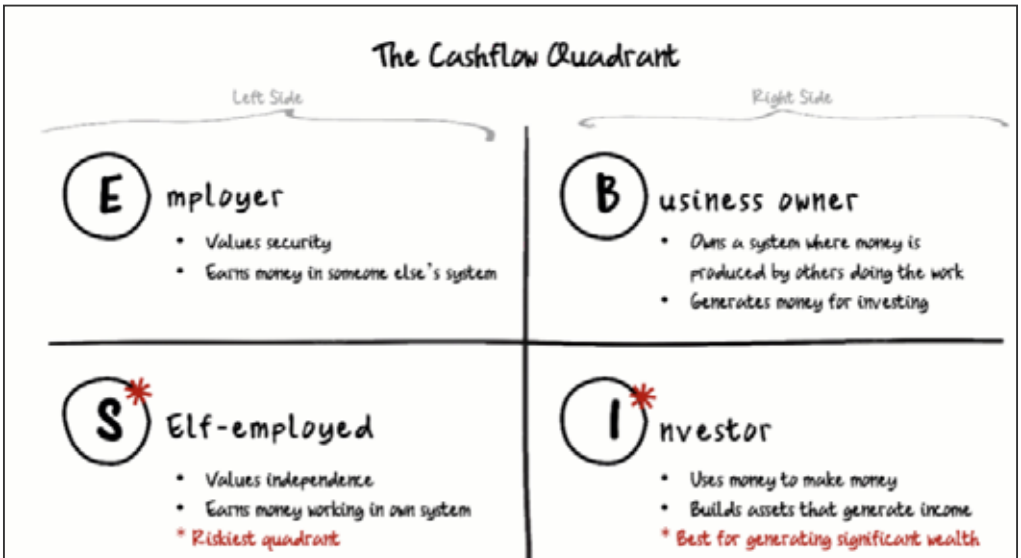 The Cashflow Quadrant
Left Side
Right Side
E mployer
• Values security
• Earns money in someone else's system
B usiness owner
• Owns a system where money is
produced by others doing the work
• Generates money for investing
S* Elf-employed
• Values independence
• Earns money working in own system
* Riskiest quadrant
I* nvestor
• Uses money to make money
• Builds assets that generate income
* Best for generating significant wealth